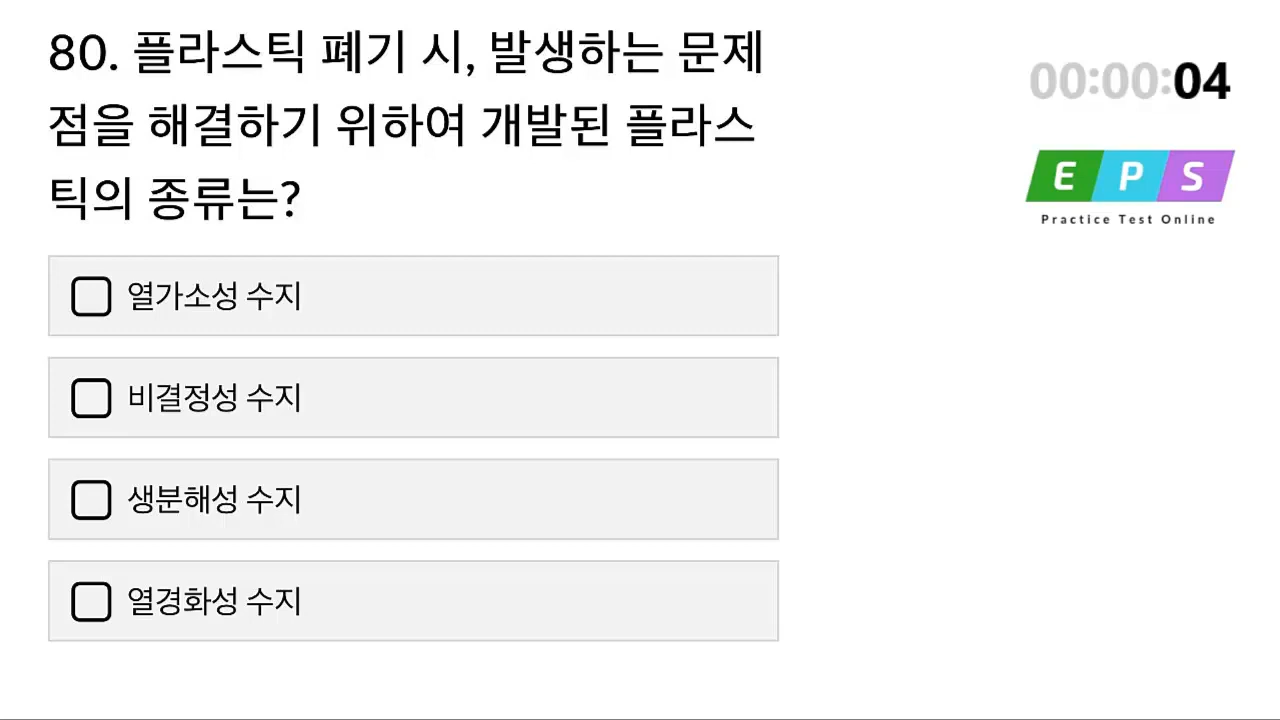 80. 플라스틱 폐기 시, 발생하는 문제
점을 해결하기 위하여 개발된 플라스
틱의 종류는?
00:00:04
EPS
Practice Test Online
열가소성 수지
비결정성 수지
생분해성 수지
열경화성 수지